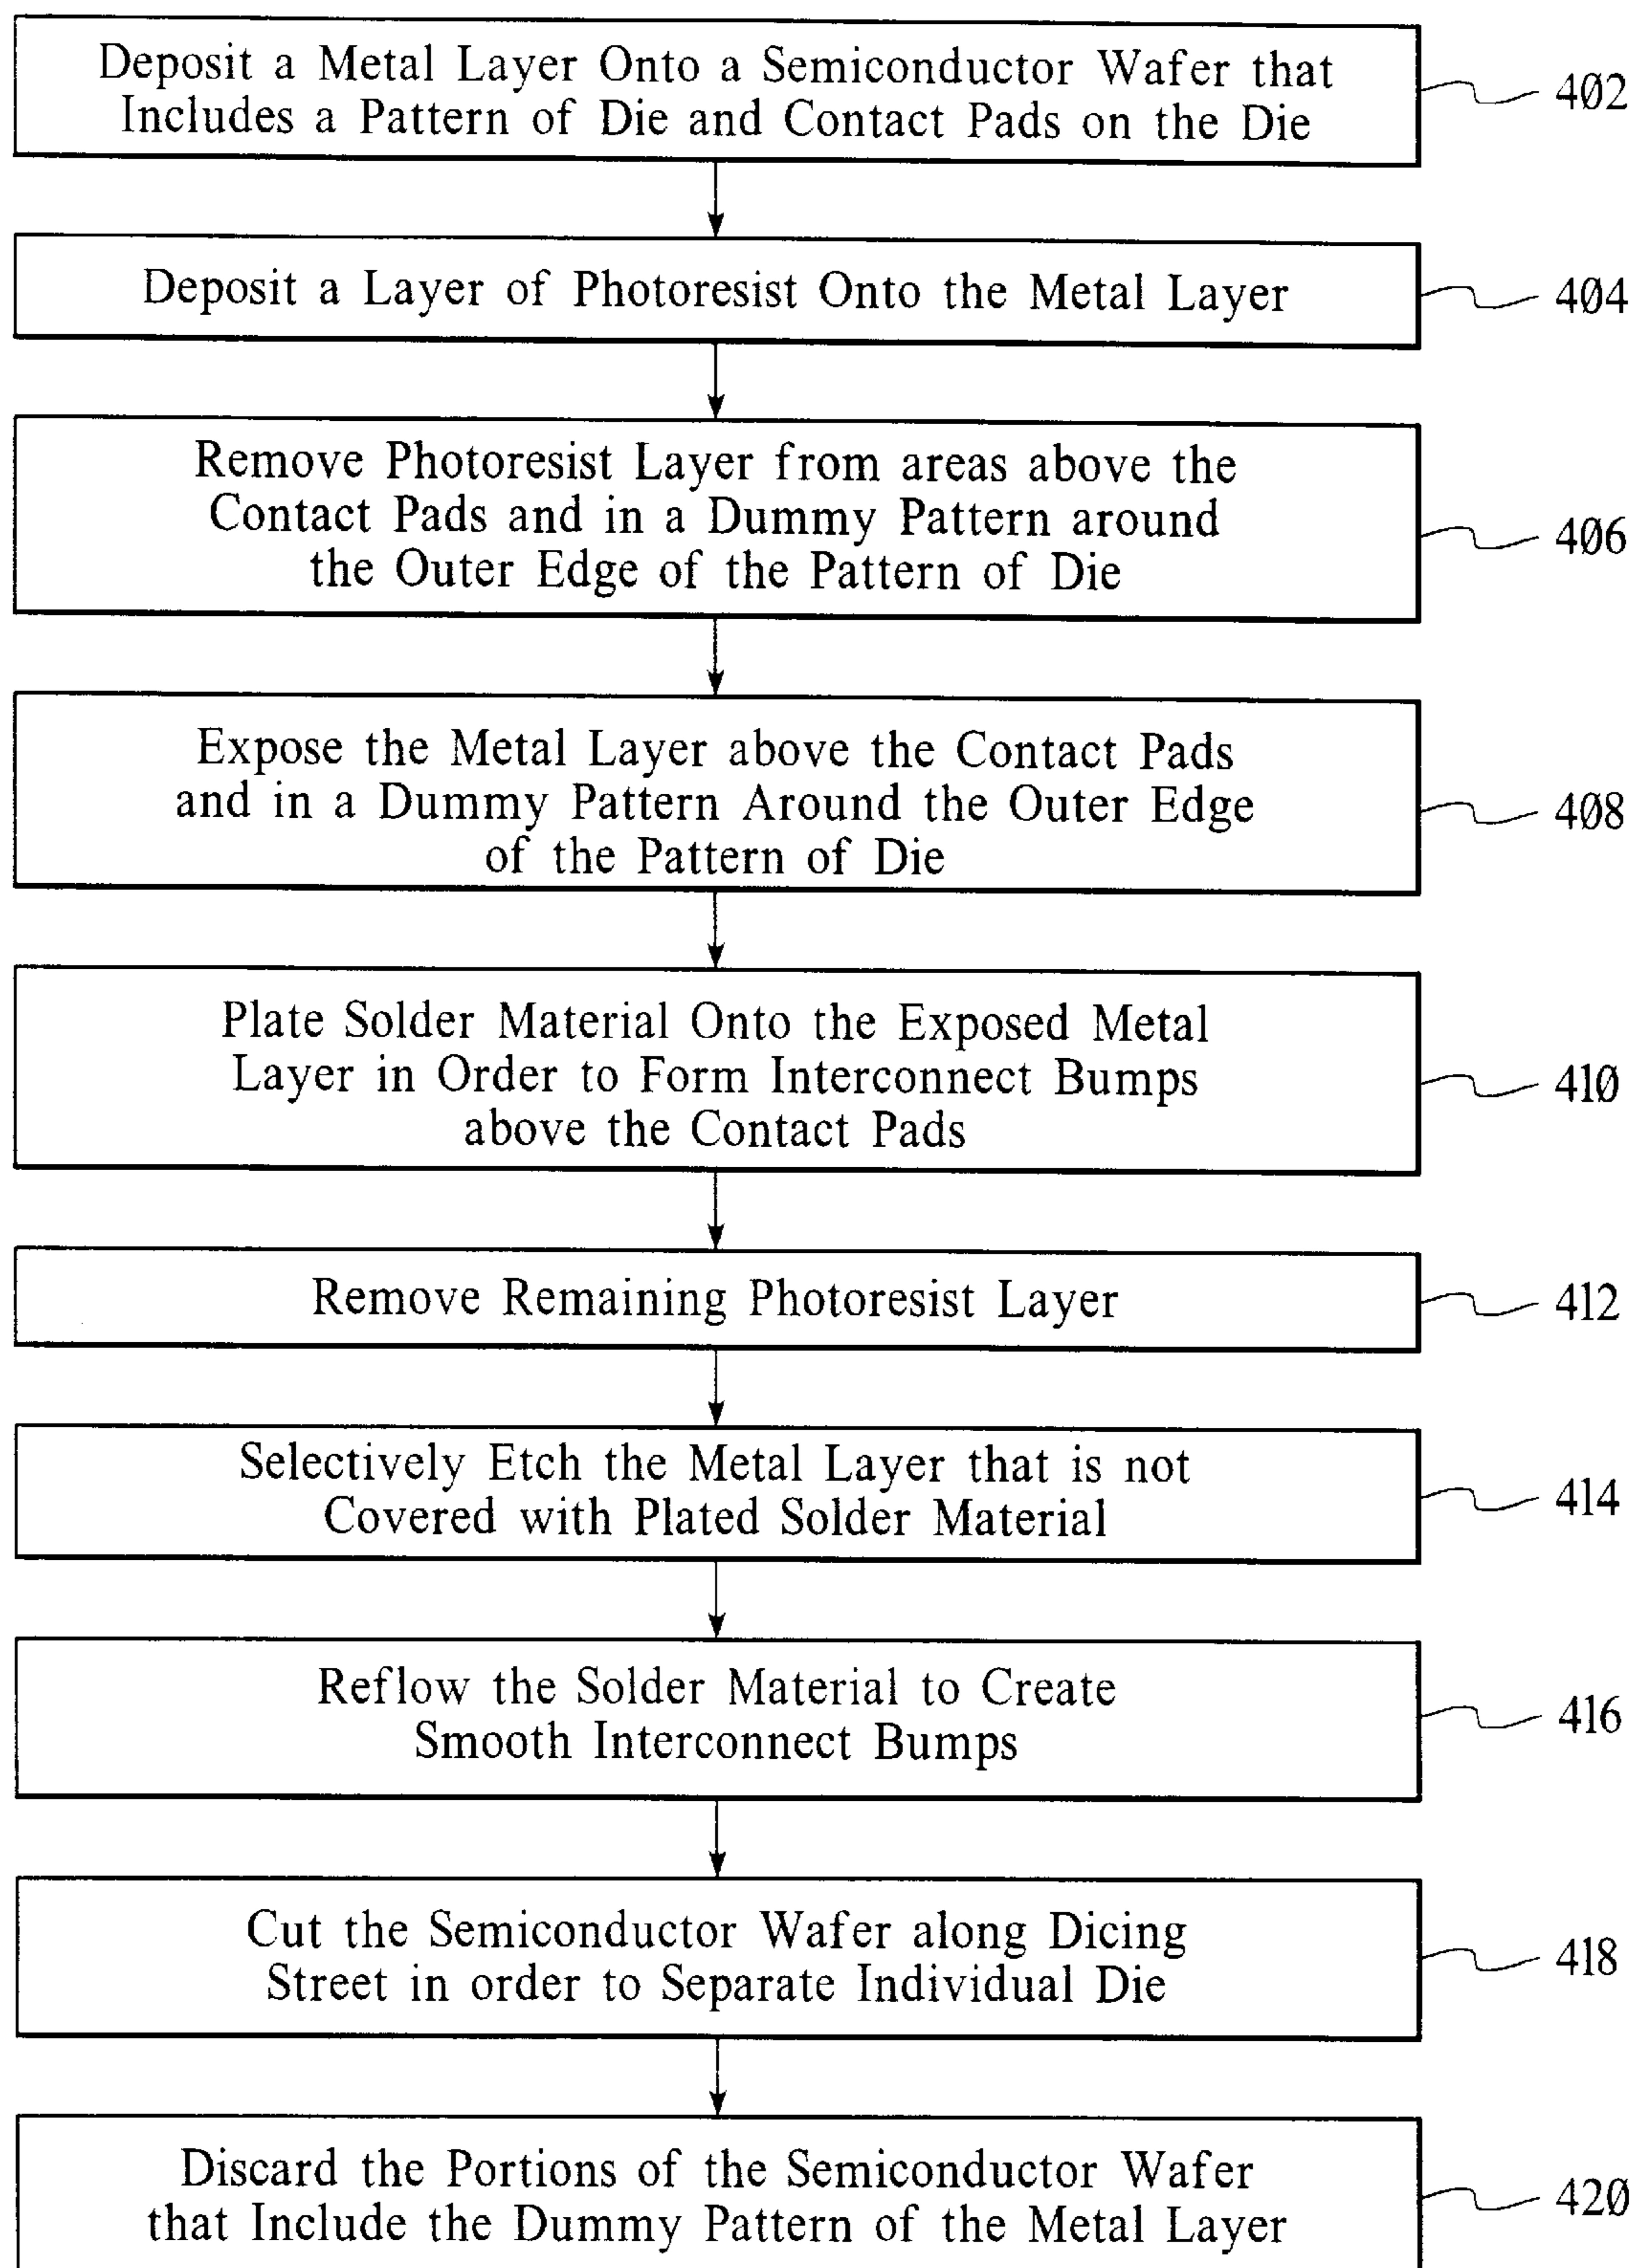 Deposit a Metal Layer Onto a Semiconductor Wafer that
Includes a Pattern of Die and Contact Pads on the Die
402
Deposit a Layer of Photoresist Onto the Metal Layer
404
Remove Photoresist Layer from areas above the
Contact Pads and in a Dummy Pattern around
the Outer Edge of the Pattern of Die
406
Expose the Metal Layer above the Contact Pads
and in a Dummy Pattern Around the Outer Edge
of the Pattern of Die
408
Plate Solder Material Onto the Exposed Metal
Layer in Order to Form Interconnect Bumps
above the Contact Pads
410
Remove Remaining Photoresist Layer
412
Selectively Etch the Metal Layer that is not
Covered with Plated Solder Material
414
Reflow the Solder Material to Create
Smooth Interconnect Bumps
416
Cut the Semiconductor Wafer along Dicing
Street in order to Separate Individual Die
418
Discard the Portions of the Semiconductor Wafer
that Include the Dummy Pattern of the Metal Layer
420